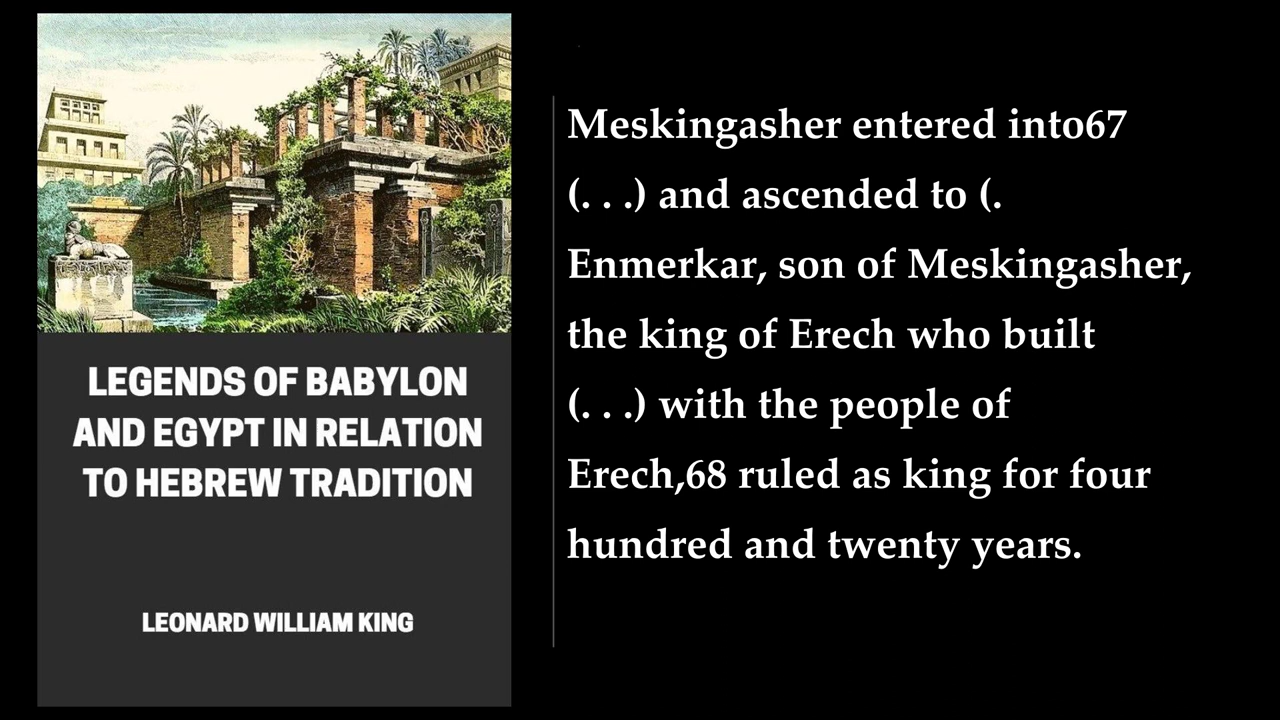 LEGENDS OF BABYLON
AND EGYPT IN RELATION
TO HEBREW TRADITION
LEONARD WILLIAM KING
Meskingasher entered into67
(. . .) and ascended to (.
Enmerkar, son of Meskingasher,
the king of Erech who built
(. . .) with the people of
Erech,68 ruled as king for four
hundred and twenty years.